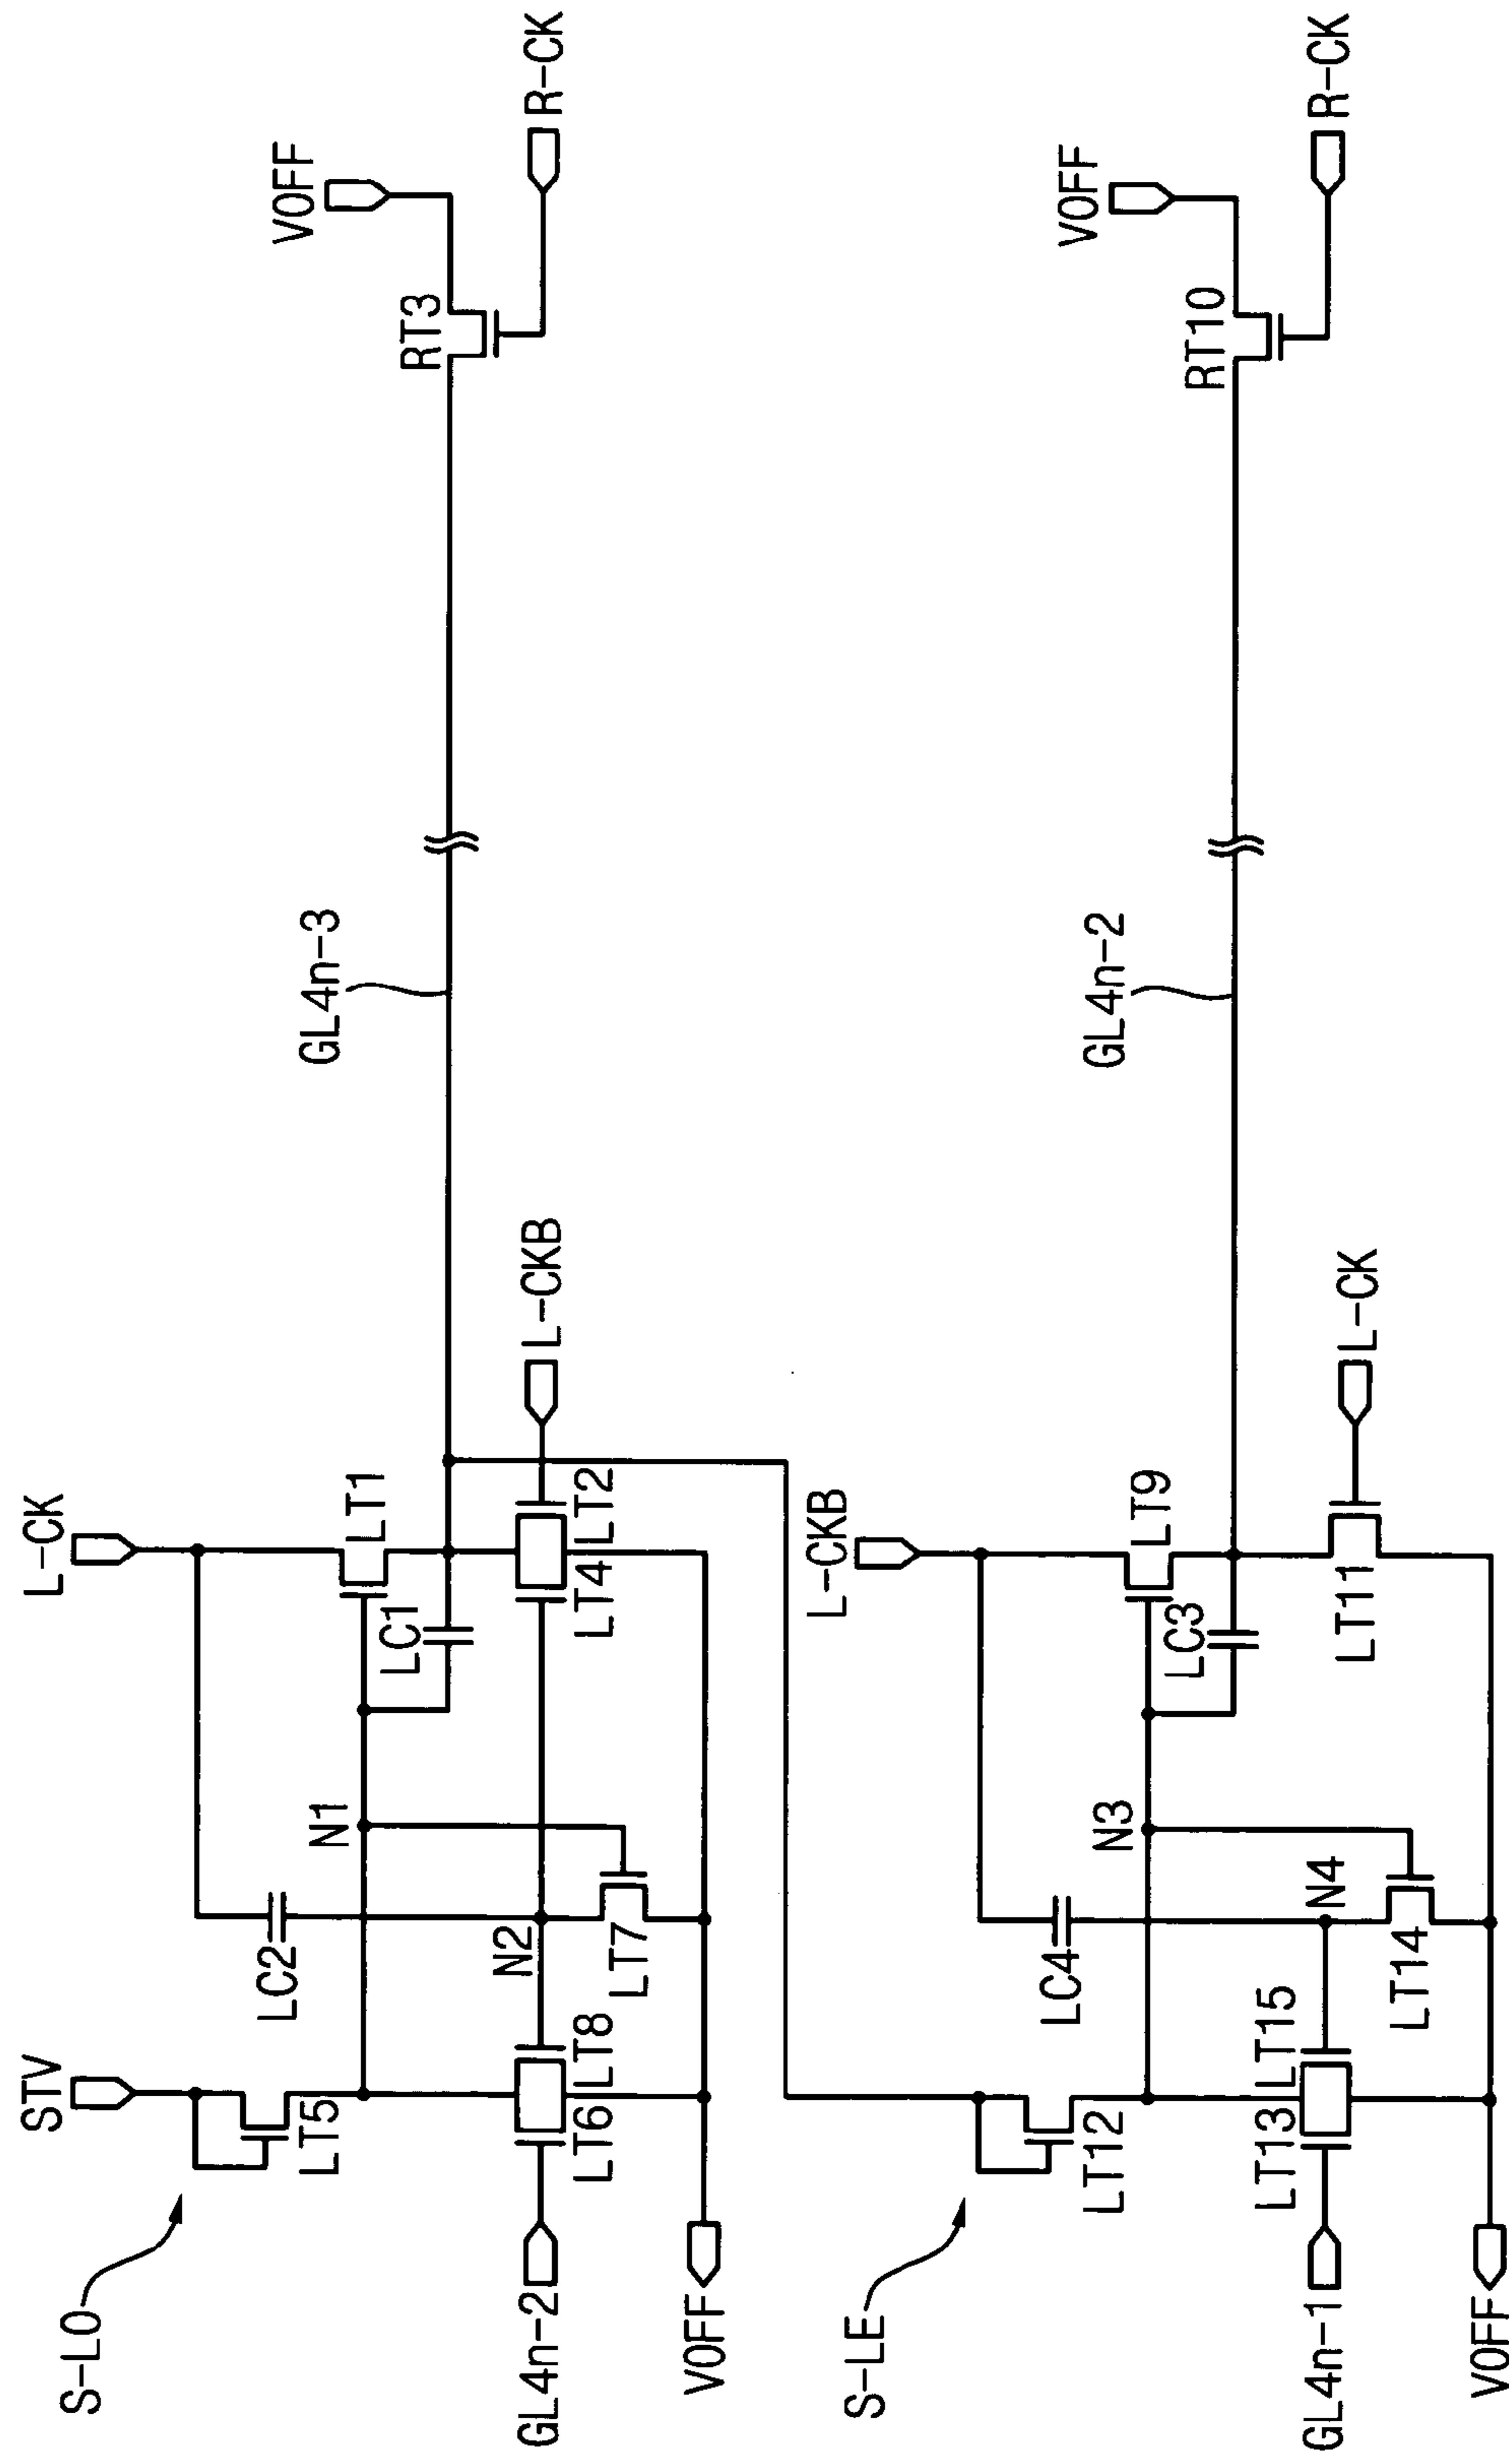 S-LO
STV
L-CK
LT5
LC2
N1
LC1
LT1
GL4n-3
RT3
VOFF
R-CK
GL4n-2
LT6
LT8
N2
LT7
LT4
LT2
L-CKB
VOFF
S-LE
L-CKB
LT12
LC4
N3
LC3
LT9
GL4n-2
RT10
VOFF
R-CK
GL4n-1
LT13
LT15
N4
LT14
LT11
L-CK
VOFF